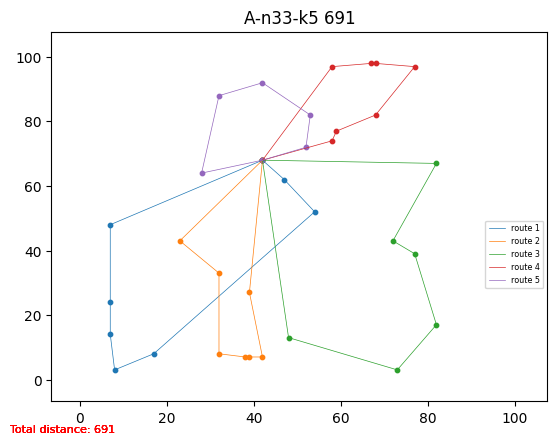 A-n33-k5 691
100
80
60
40
20
0
route 1
route 2
route 3
route 4
route 5
0 20 40 60 80 100
Total distance: 691